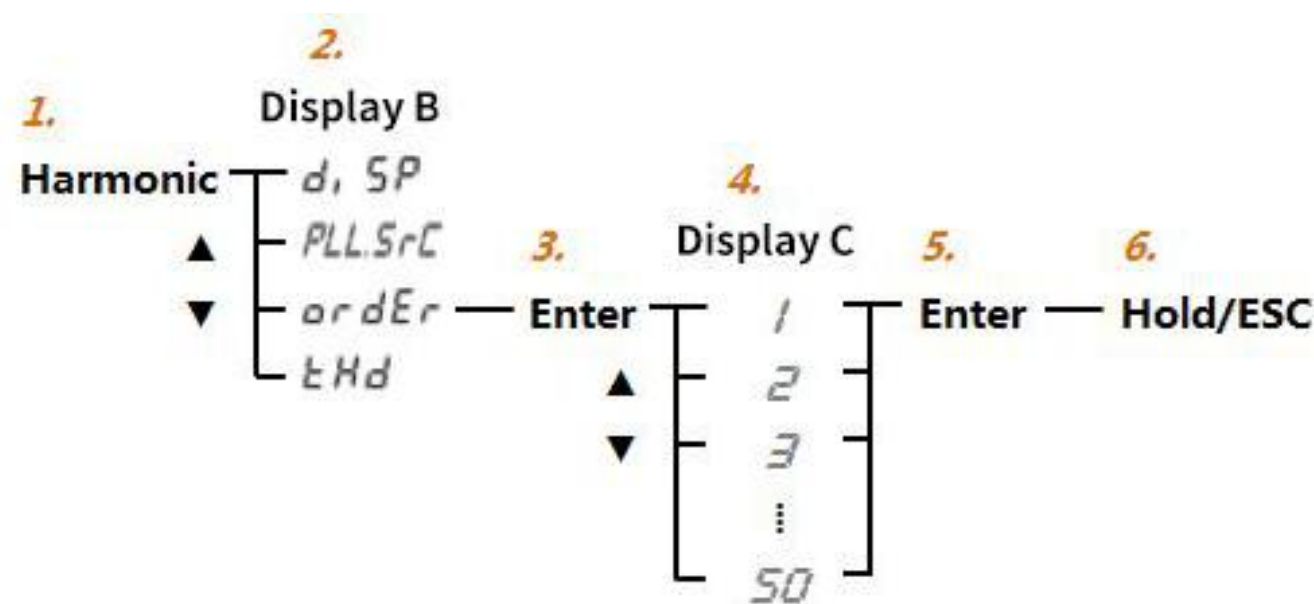 1.
Harmonic
▲
▼
2.
Display B
d, SP
PLL.SrC
ordEr
tHd
3.
Enter
▲
▼
4.
Display C
1
2
3
⋮
50
5.
Enter
6.
Hold/ESC